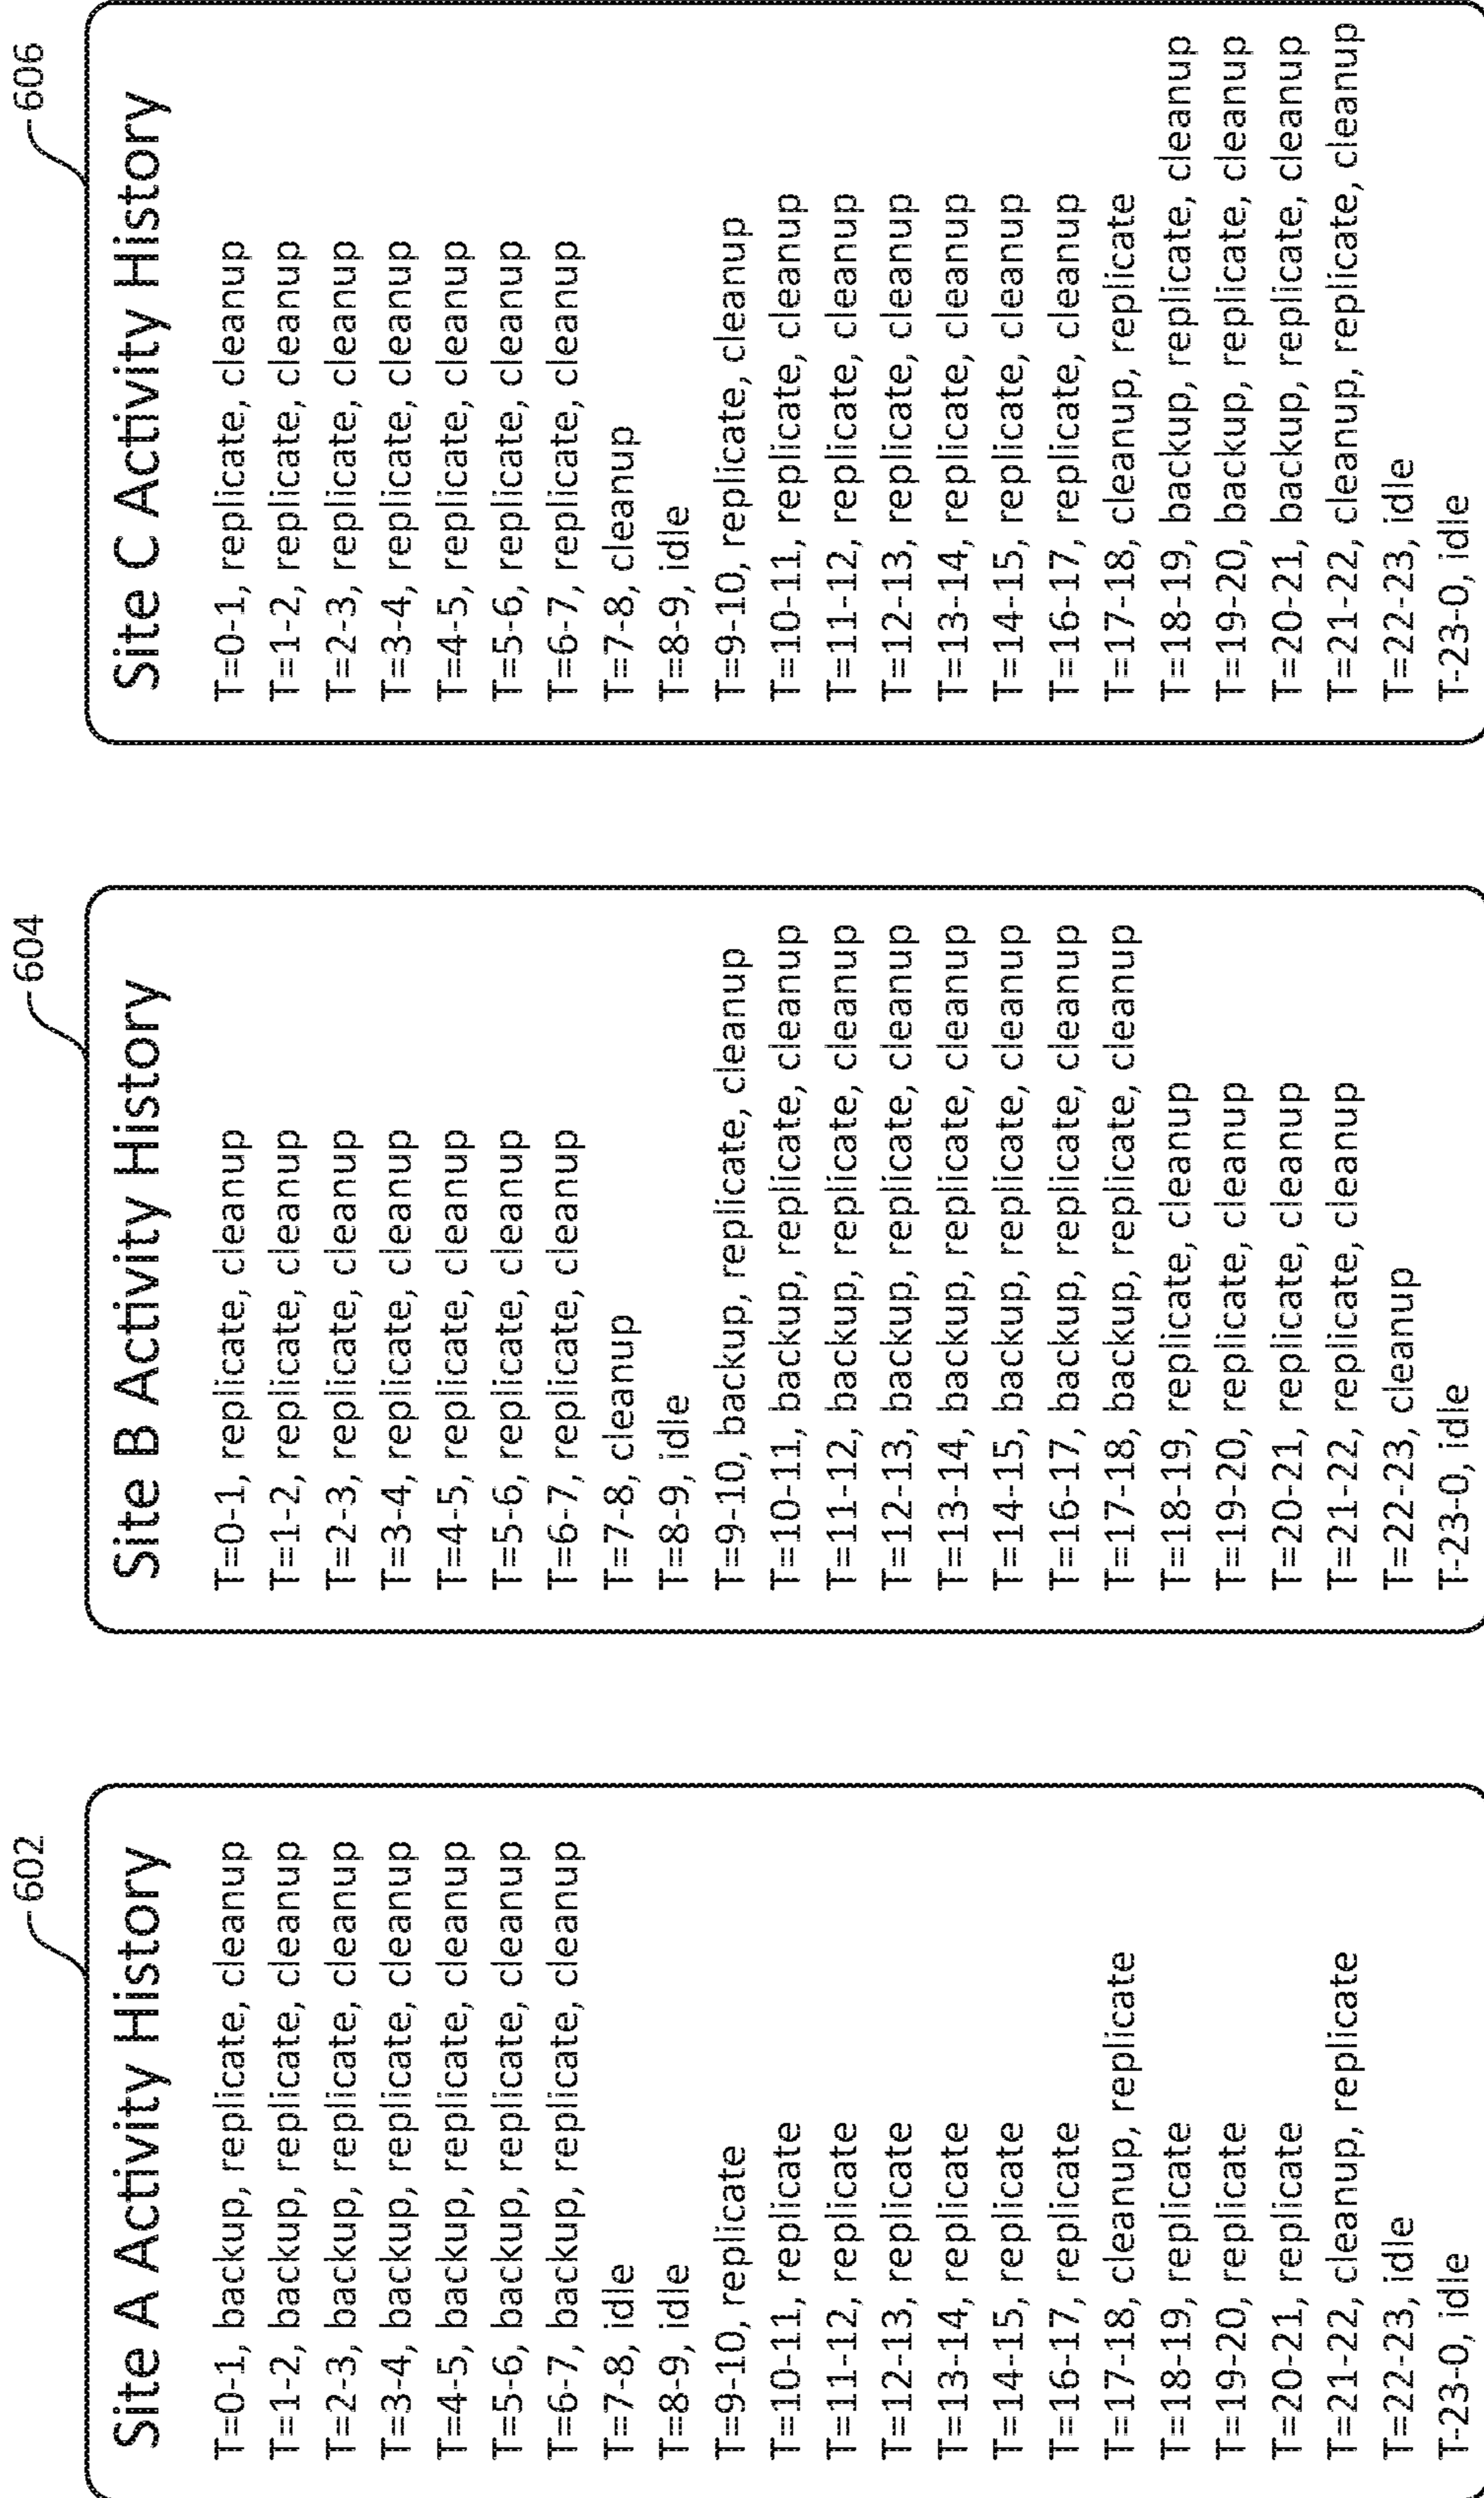 602
Site A Activity History
T=0-1, backup, replicate, cleanup
T=1-2, backup, replicate, cleanup
T=2-3, backup, replicate, cleanup
T=3-4, backup, replicate, cleanup
T=4-5, backup, replicate, cleanup
T=5-6, backup, replicate, cleanup
T=6-7, backup, replicate, cleanup
T=7-8, idle
T=8-9, idle
T=9-10, replicate
T=10-11, replicate
T=11-12, replicate
T=12-13, replicate
T=13-14, replicate
T=14-15, replicate
T=16-17, replicate
T=17-18, cleanup, replicate
T=18-19, replicate
T=19-20, replicate
T=20-21, replicate
T=21-22, cleanup, replicate
T=22-23, idle
T-23-0, idle
604
Site B Activity History
T=0-1, replicate, cleanup
T=1-2, replicate, cleanup
T=2-3, replicate, cleanup
T=3-4, replicate, cleanup
T=4-5, replicate, cleanup
T=5-6, replicate, cleanup
T=6-7, replicate, cleanup
T=7-8, cleanup
T=8-9, idle
T=9-10, backup, replicate, cleanup
T=10-11, backup, replicate, cleanup
T=11-12, backup, replicate, cleanup
T=12-13, backup, replicate, cleanup
T=13-14, backup, replicate, cleanup
T=14-15, backup, replicate, cleanup
T=16-17, backup, replicate, cleanup
T=17-18, backup, replicate, cleanup
T=18-19, replicate, cleanup
T=19-20, replicate, cleanup
T=20-21, replicate, cleanup
T=21-22, replicate, cleanup
T=22-23, cleanup
T-23-0, idle
606
Site C Activity History
T=0-1, replicate, cleanup
T=1-2, replicate, cleanup
T=2-3, replicate, cleanup
T=3-4, replicate, cleanup
T=4-5, replicate, cleanup
T=5-6, replicate, cleanup
T=6-7, replicate, cleanup
T=7-8, cleanup
T=8-9, idle
T=9-10, replicate, cleanup
T=10-11, replicate, cleanup
T=11-12, replicate, cleanup
T=12-13, replicate, cleanup
T=13-14, replicate, cleanup
T=14-15, replicate, cleanup
T=16-17, replicate, cleanup
T=17-18, cleanup, replicate
T=18-19, backup, replicate, cleanup
T=19-20, backup, replicate, cleanup
T=20-21, backup, replicate, cleanup
T=21-22, cleanup, replicate, cleanup
T=22-23, idle
T-23-0, idle